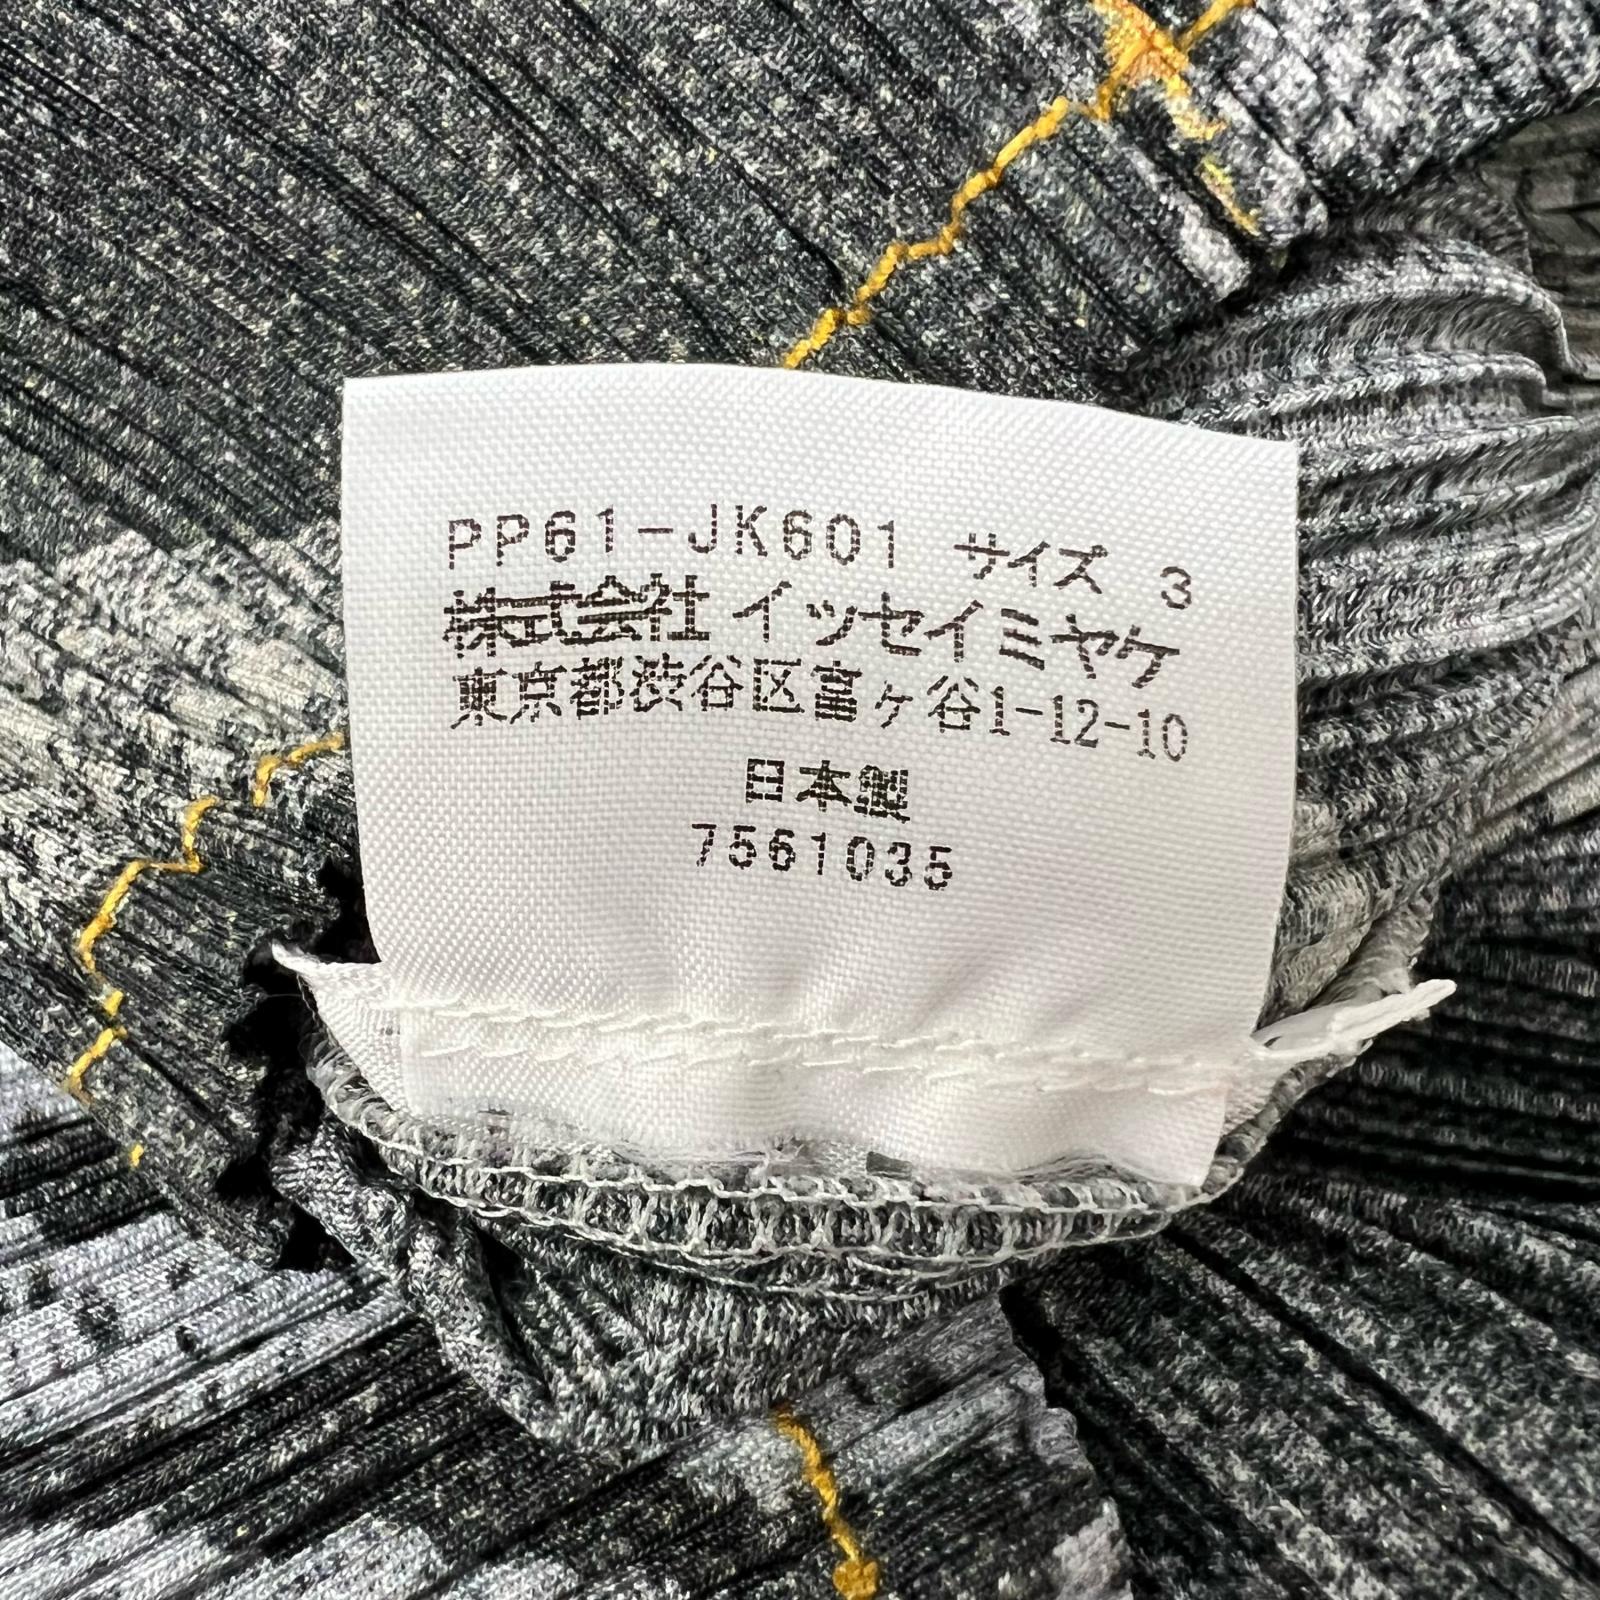 PP61-JK601 サイズ 3
株式会社 イッセイミヤケ
東京都渋谷区富ヶ谷1-12-10
日本製
7561035